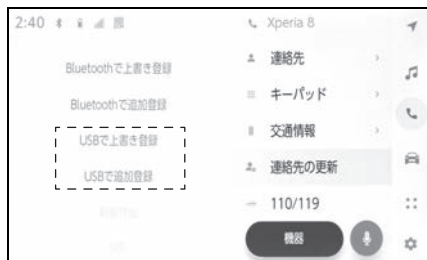 2:40
Bluetoothで上書き登録
Bluetoothで追加登録
USBで上書き登録
USBで追加登録
Xperia 8
連絡先
キーパッド
交通情報
連絡先の更新
110/119
機器